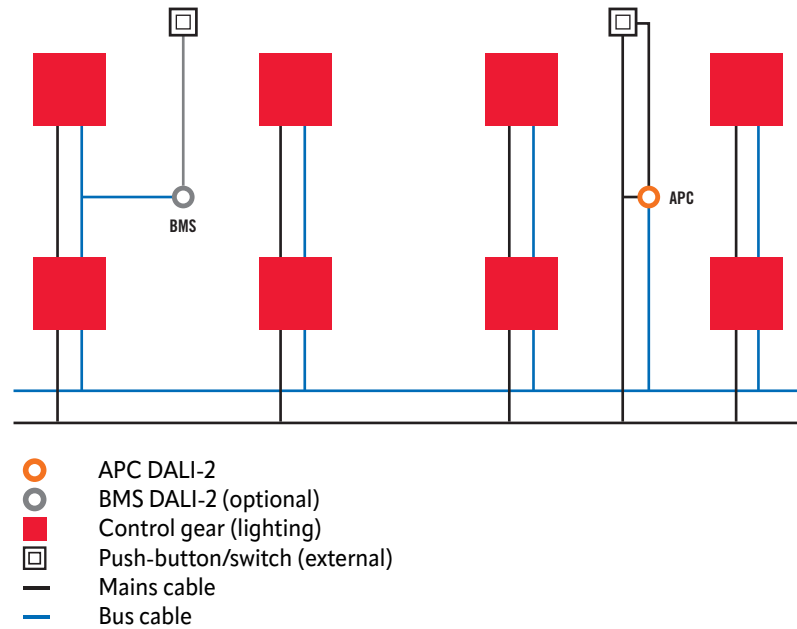 BMS
APC
APC DALI-2
BMS DALI-2 (optional)
Control gear (lighting)
Push-button/switch (external)
Mains cable
Bus cable